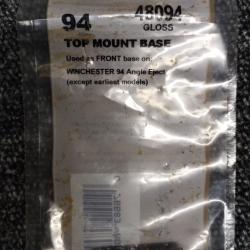 94
48094
GLOSS
TOP MOUNT BASE
Used as FRONT base on:
WINCHESTER 94 Angle Eject
(except earliest models)